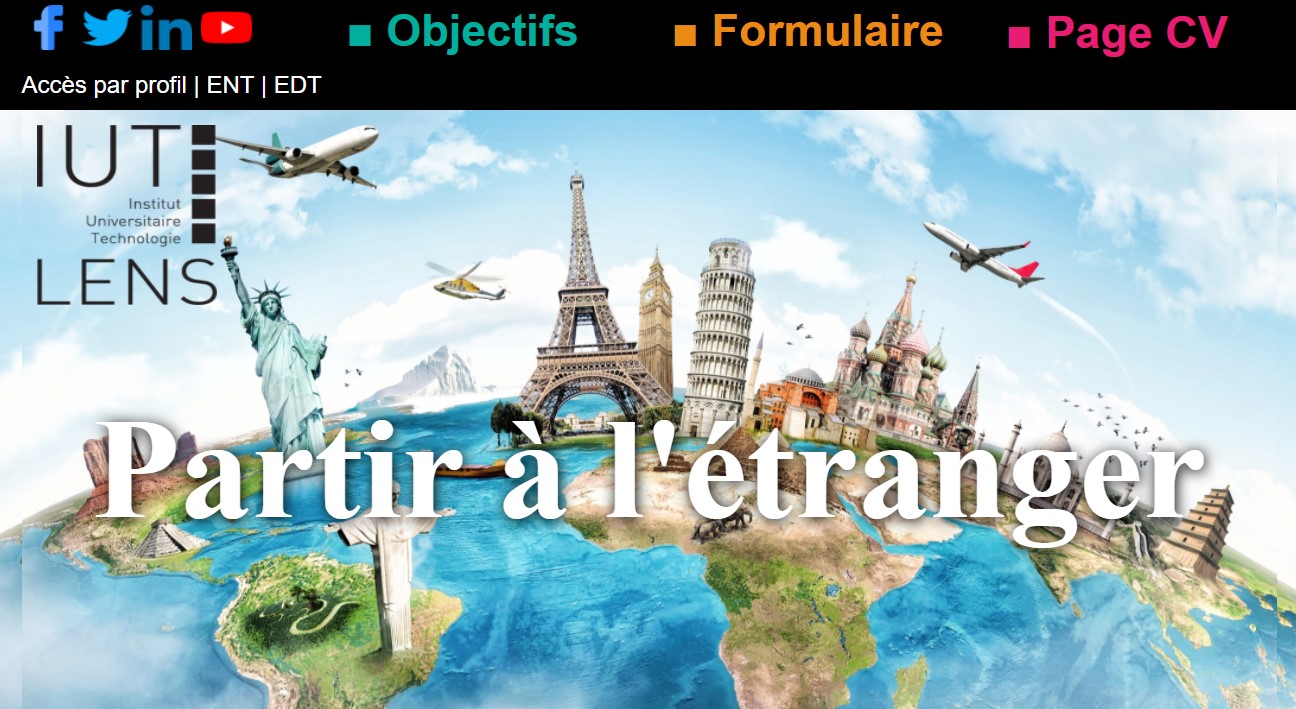 ■ Objectifs
■ Formulaire
■ Page CV
Accès par profil | ENT | EDT
IUT
Institut
Universitaire
Technologie
LENS
Partir à l'étranger